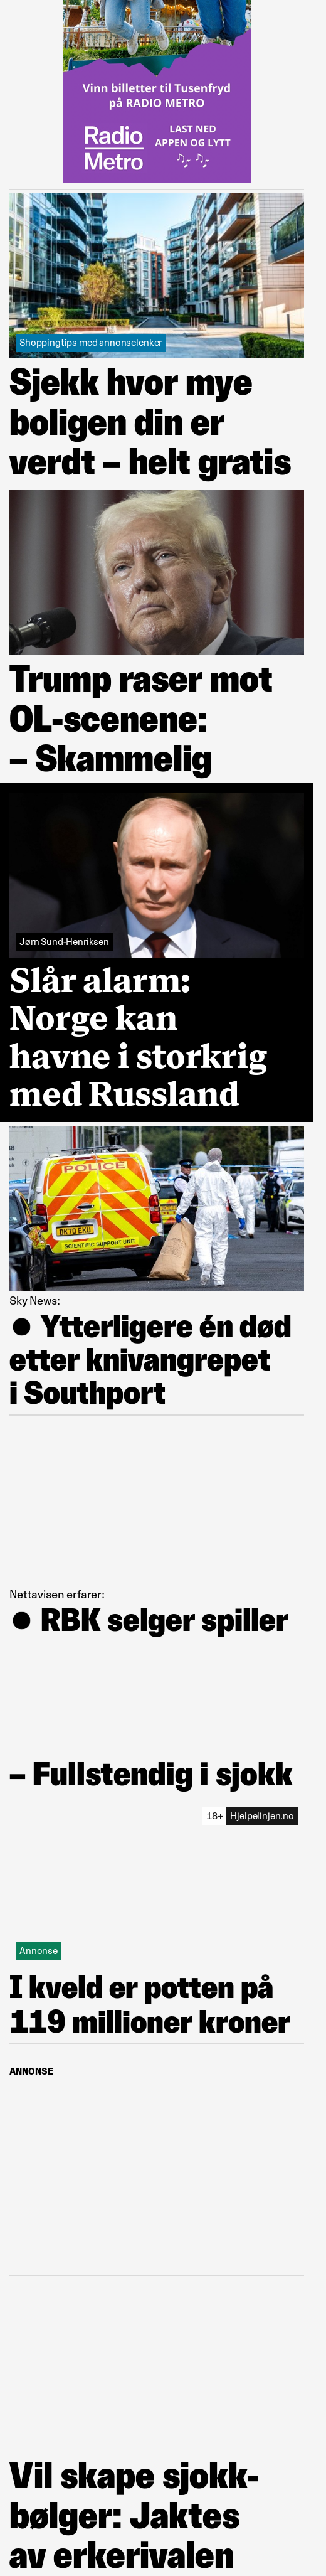 Vinn billetter til Tusenfryd
på RADIO METRO
Radio
Metro
LAST NED
APPEN OG LYTT
Shoppingtips med annonselenker
Sjekk hvor mye
boligen din er
verdt – helt gratis
Trump raser mot
OL-scenene:
– Skammelig
Jørn Sund-Henriksen
Slår alarm:
Norge kan
havne i storkrig
med Russland
POLICE
DK70 EKU
SCIENTIFIC SUPPORT UNIT
Sky News:
● Ytterligere én død
etter knivangrepet
i Southport
Nettavisen erfarer:
● RBK selger spiller
– Fullstendig i sjokk
18+ Hjelpelinjen.no
Annonse
I kveld er potten på
119 millioner kroner
ANNONSE
Vil skape sjokk-
bølger: Jaktes
av erkerivalen